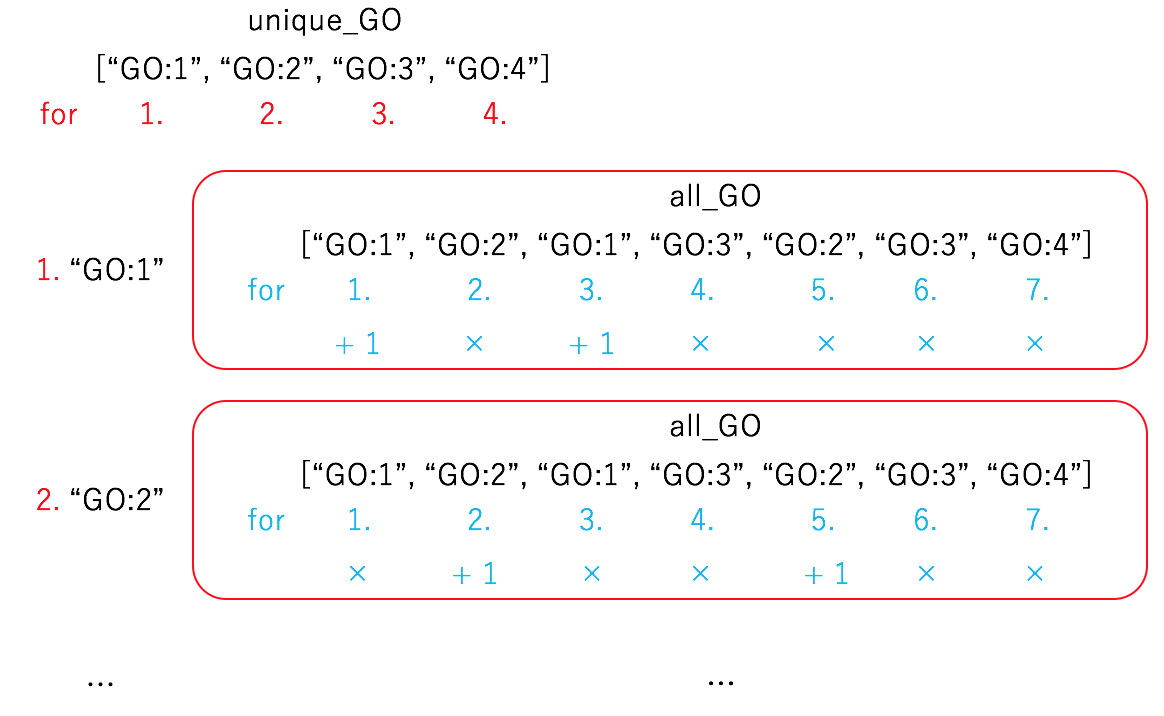 unique_GO
[“GO:1”, “GO:2”, “GO:3”, “GO:4”]
for 1. 2. 3. 4.
all_GO
[“GO:1”, “GO:2”, “GO:1”, “GO:3”, “GO:2”, “GO:3”, “GO:4”]
1. “GO:1”
for 1. 2. 3. 4. 5. 6. 7.
+ 1 × + 1 × × × ×
all_GO
[“GO:1”, “GO:2”, “GO:1”, “GO:3”, “GO:2”, “GO:3”, “GO:4”]
2. “GO:2”
for 1. 2. 3. 4. 5. 6. 7.
× + 1 × × + 1 × ×
... ...